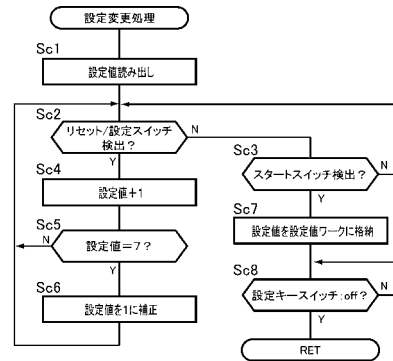 設定変更処理
Sc1
設定値読み出し
Sc2
リセット/設定スイッチ
検出?
N
Y
Sc3
スタートスイッチ検出?
N
Y
Sc4
設定値+1
Sc5
設定値=7?
N
Y
Sc7
設定値を設定値ワークに格納
Sc6
設定値を1に補正
Sc8
設定キースイッチ:off?
N
Y
RET